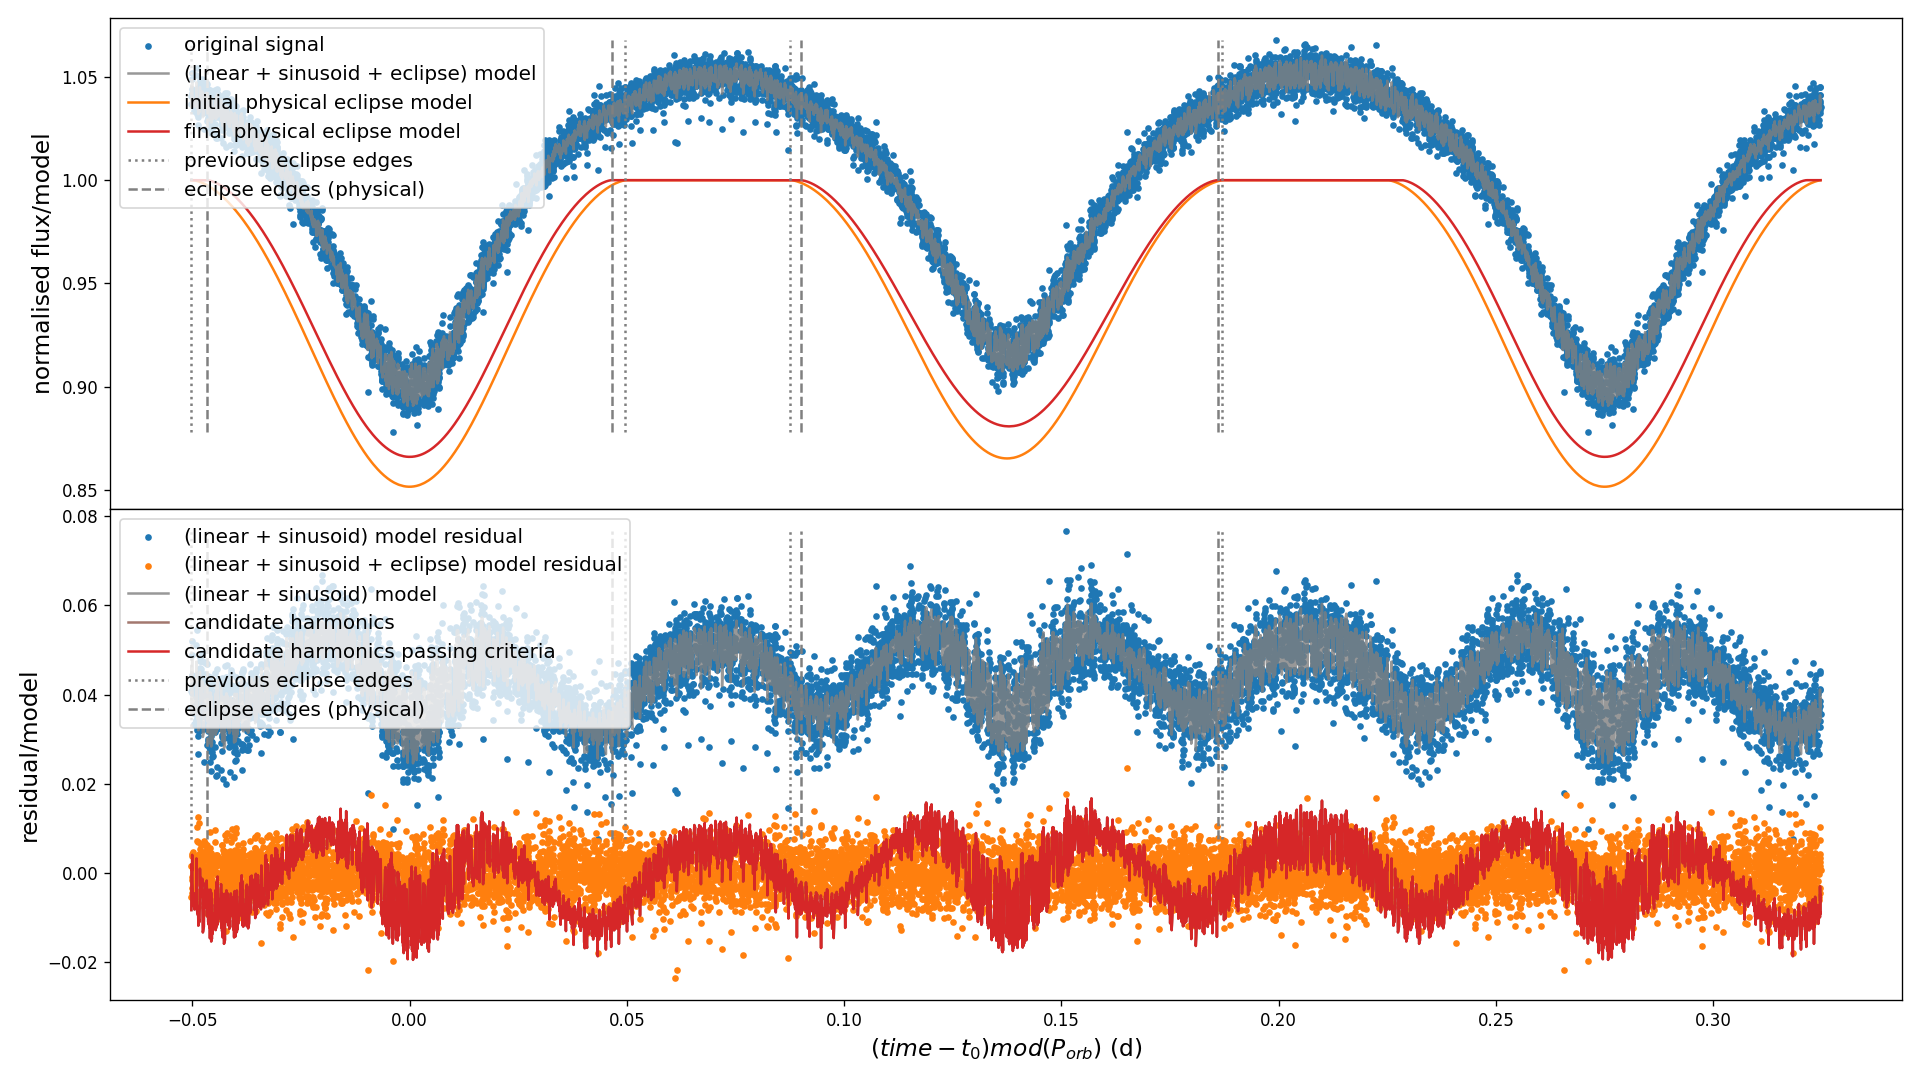 normalised flux/model
1.05
1.00
0.95
0.90
0.85
original signal
(linear + sinusoid + eclipse) model
initial physical eclipse model
final physical eclipse model
previous eclipse edges
eclipse edges (physical)
residual/model
0.08
0.06
0.04
0.02
0.00
−0.02
(linear + sinusoid) model residual
(linear + sinusoid + eclipse) model residual
(linear + sinusoid) model
candidate harmonics
candidate harmonics passing criteria
previous eclipse edges
eclipse edges (physical)
−0.05 0.00 0.05 0.10 0.15 0.20 0.25 0.30
(time − t₀)mod(P_orb) (d)